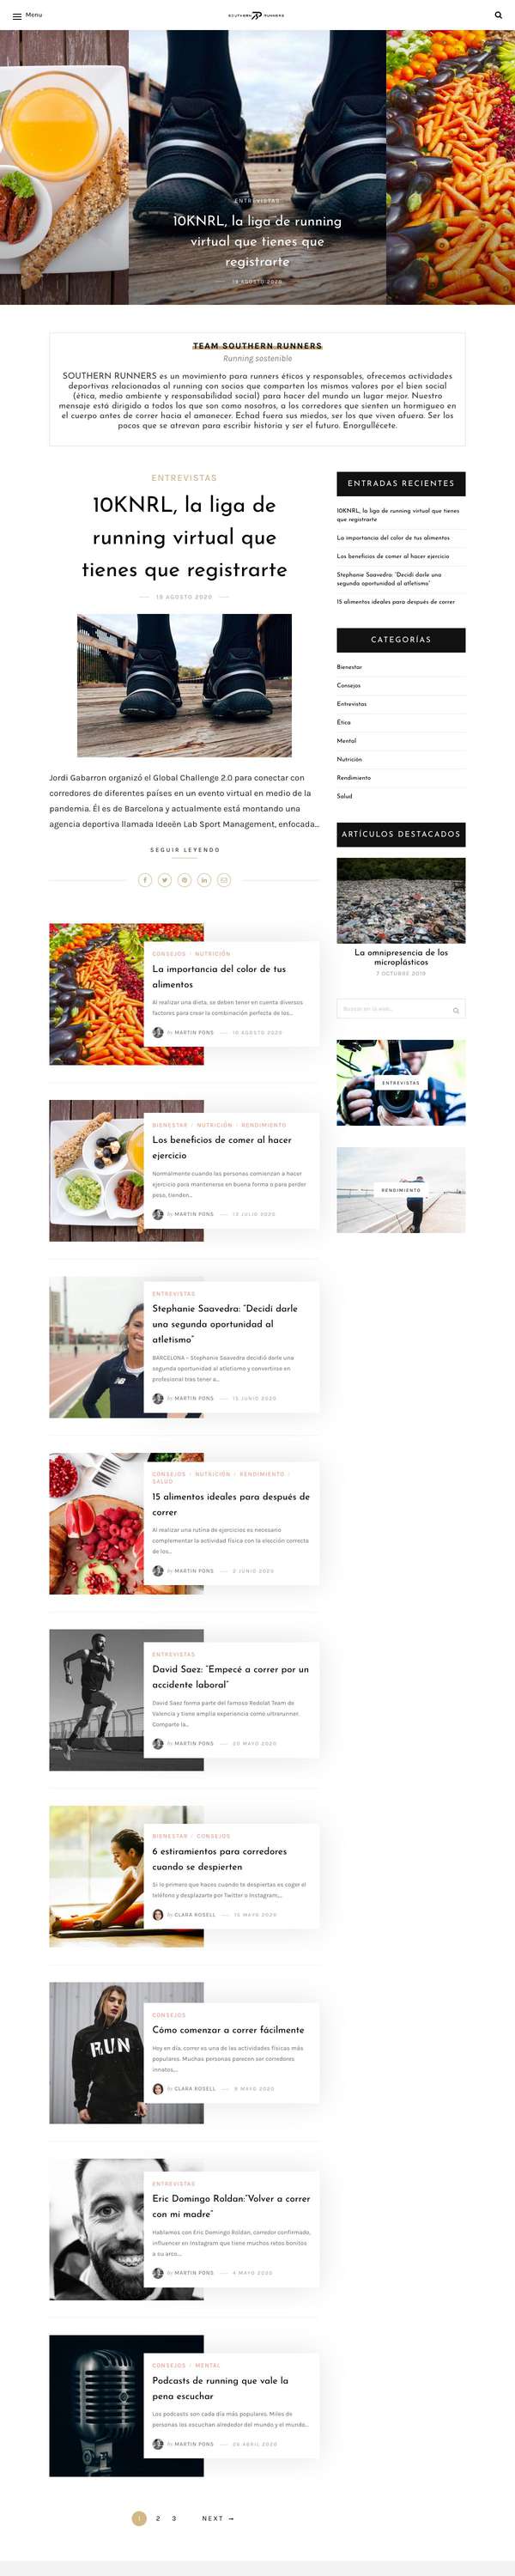 Menu
SOUTHERN RUNNERS
ENTREVISTAS
10KNRL, la liga de running
virtual que tienes que
registrarte
19 AGOSTO 2020
TEAM SOUTHERN RUNNERS
Running sostenible
SOUTHERN RUNNERS es un movimiento para runners éticos y responsables, ofrecemos actividades
deportivas relacionadas al running con socios que comparten los mismos valores por el bien social
(ética, medio ambiente y responsabilidad social) para hacer del mundo un lugar mejor. Nuestro
mensaje está dirigido a todos los que son como nosotros, a los corredores que sienten un hormigueo en
el cuerpo antes de correr hacia el amanecer. Echad fuera sus miedos, ser los que viven afuera. Ser los
pocos que se atrevan para escribir historia y ser el futuro. Enorgullécete.
ENTREVISTAS
10KNRL, la liga de
running virtual que
tienes que registrarte
19 AGOSTO 2020
Jordi Gabarron organizó el Global Challenge 2.0 para conectar con
corredores de diferentes países en un evento virtual en medio de la
pandemia. Él es de Barcelona y actualmente está montando una
agencia deportiva llamada Ideeën Lab Sport Management, enfocada...
SEGUIR LEYENDO
CONSEJOS / NUTRICIÓN
La importancia del color de tus
alimentos
Al realizar una dieta, se deben tener en cuenta diversos
factores para crear la combinación perfecta de los...
by MARTIN PONS
10 AGOSTO 2020
BIENESTAR / NUTRICIÓN / RENDIMIENTO
Los beneficios de comer al hacer
ejercicio
Normalmente cuando las personas comienzan a hacer
ejercicio para mantenerse en buena forma o para perder
peso, tienden...
by MARTIN PONS
JULIO 2020
ENTREVISTAS
Stephanie Saavedra: “Decidí darle
una segunda oportunidad al
atletismo”
BARCELONA – Stephanie Saavedra decidió darle una
segunda oportunidad al atletismo y convertirse en
profesional tras tener a...
by MARTIN PONS
15 JUNIO 2020
CONSEJOS / NUTRICIÓN / RENDIMIENTO /
SALUD
15 alimentos ideales para después de
correr
Al realizar una rutina de ejercicios es necesario
complementar la actividad física con la elección correcta
de los...
by MARTIN PONS
2 JUNIO 2020
ENTREVISTAS
David Saez: “Empecé a correr por un
accidente laboral”
David Saez forma parte del famoso Redolat Team de
Valencia y tiene amplia experiencia como ultrarunner.
Comparte la...
by MARTIN PONS
20 MAYO 2020
BIENESTAR / CONSEJOS
6 estiramientos para corredores
cuando se despierten
Si lo primero que haces cuando te despiertas es coger el
teléfono y desplazarte por Twitter o Instagram,...
by CLARA ROSELL
MAYO 2020
RUN
CONSEJOS
Cómo comenzar a correr fácilmente
Hoy en día, correr es una de las actividades físicas más
populares. Muchas personas parecen ser corredores
innatos,...
by CLARA ROSELL
MAYO 2020
ENTREVISTAS
Eric Domingo Roldan:“Volver a correr
con mi madre”
Hablamos con Eric Domingo Roldan, corredor confirmado,
influencer en Instagram que tiene muchos retos bonitos
a su arco....
by MARTIN PONS
4 MAYO 2020
CONSEJOS / MENTAL
Podcasts de running que vale la
pena escuchar
Los podcasts son cada día más populares. Miles de
personas los escuchan alrededor del mundo y el mundo...
by MARTIN PONS
ABRIL 2020
1 2 3 NEXT →
ENTRADAS RECIENTES
10KNRL, la liga de running virtual que tienes
que registrarte
La importancia del color de tus alimentos
Los beneficios de comer al hacer ejercicio
Stephanie Saavedra: “Decidí darle una
segunda oportunidad al atletismo”
15 alimentos ideales para después de correr
CATEGORÍAS
Bienestar
Consejos
Entrevistas
Ética
Mental
Nutrición
Rendimiento
Salud
ARTÍCULOS DESTACADOS
La omnipresencia de los
microplásticos
7 OCTUBRE 2019
Buscar en la web...
ENTREVISTAS
RENDIMIENTO